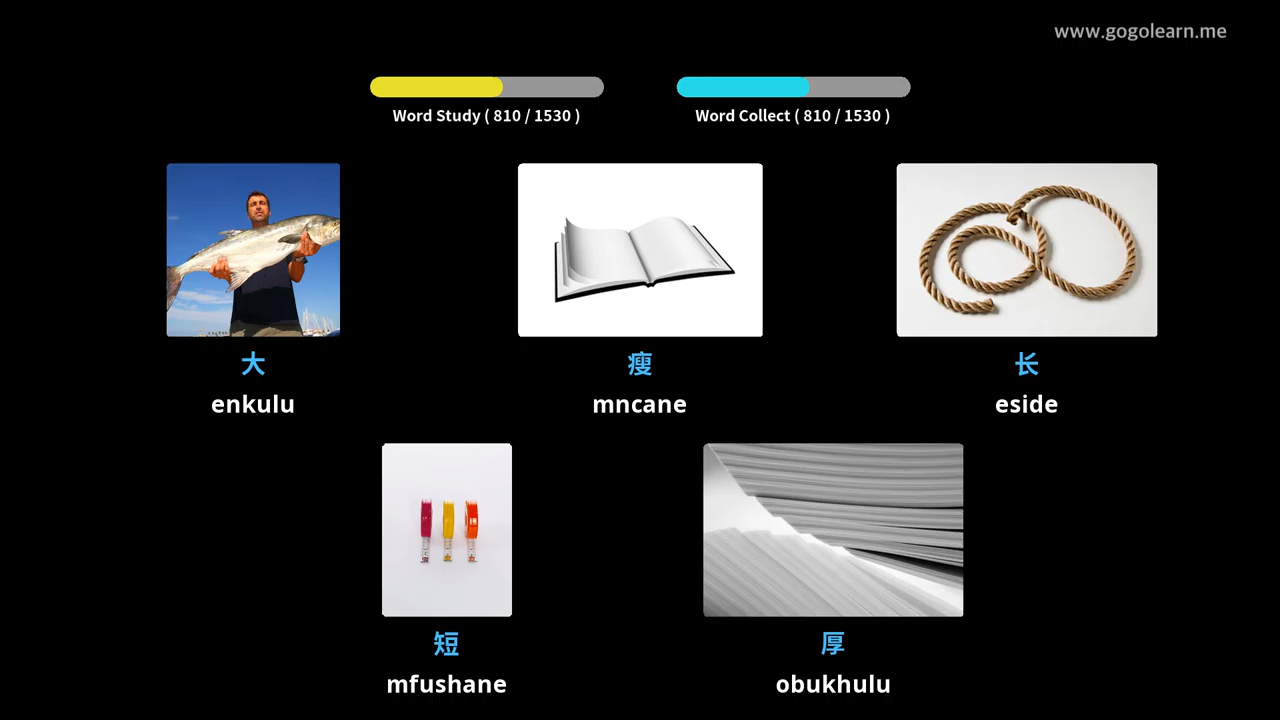 www.gogolearn.me
Word Study ( 810 / 1530 )
Word Collect ( 810 / 1530 )
大
enkulu
瘦
mncane
长
eside
短
mfushane
厚
obukhulu